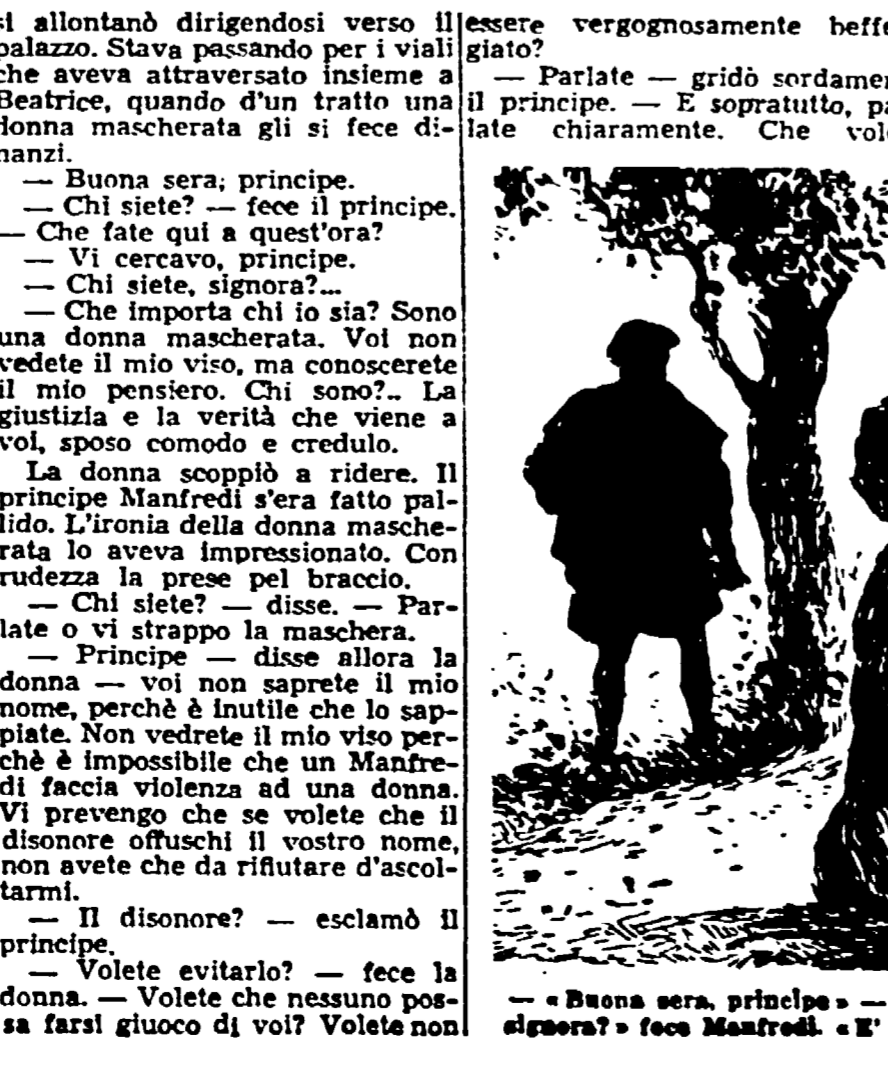 si allontanò dirigendosi verso il
palazzo. Stava passando per i viali
che aveva attraversato insieme a
Beatrice, quando d'un tratto una
donna mascherata gli si fece di-
nanzi.
— Buona sera; principe.
— Chi siete? — fece il principe.
— Che fate qui a quest'ora?
— Vi cercavo, principe.
— Chi siete, signora?...
— Che importa chi io sia? Sono
una donna mascherata. Voi non
vedete il mio viso, ma conoscerete
il mio pensiero. Chi sono?.. La
giustizia e la verità che viene a
voi, sposo comodo e credulo.
La donna scoppiò a ridere. Il
principe Manfredi s'era fatto pal-
lido. L'ironia della donna masche-
rata lo aveva impressionato. Con
rudezza la prese pel braccio.
— Chi siete? — disse. — Par-
late o vi strappo la maschera.
— Principe — disse allora la
donna — voi non saprete il mio
nome, perchè è inutile che lo sap-
piate. Non vedrete il mio viso per-
chè è impossibile che un Manfre-
di faccia violenza ad una donna.
Vi prevengo che se volete che il
disonore offuschi il vostro nome,
non avete che da rifiutare d'ascol-
tarmi.
— Il disonore? — esclamò il
principe.
— Volete evitarlo? — fece la
donna. — Volete che nessuno pos-
sa farsi giuoco di voi? Volete non
essere vergognosamente beffe
giato?
— Parlate — gridò sordamen
il principe. — E sopratutto, pa
late chiaramente. Che vole
— « Buona sera, principe » —
signora? » fece Manfredi. « E'